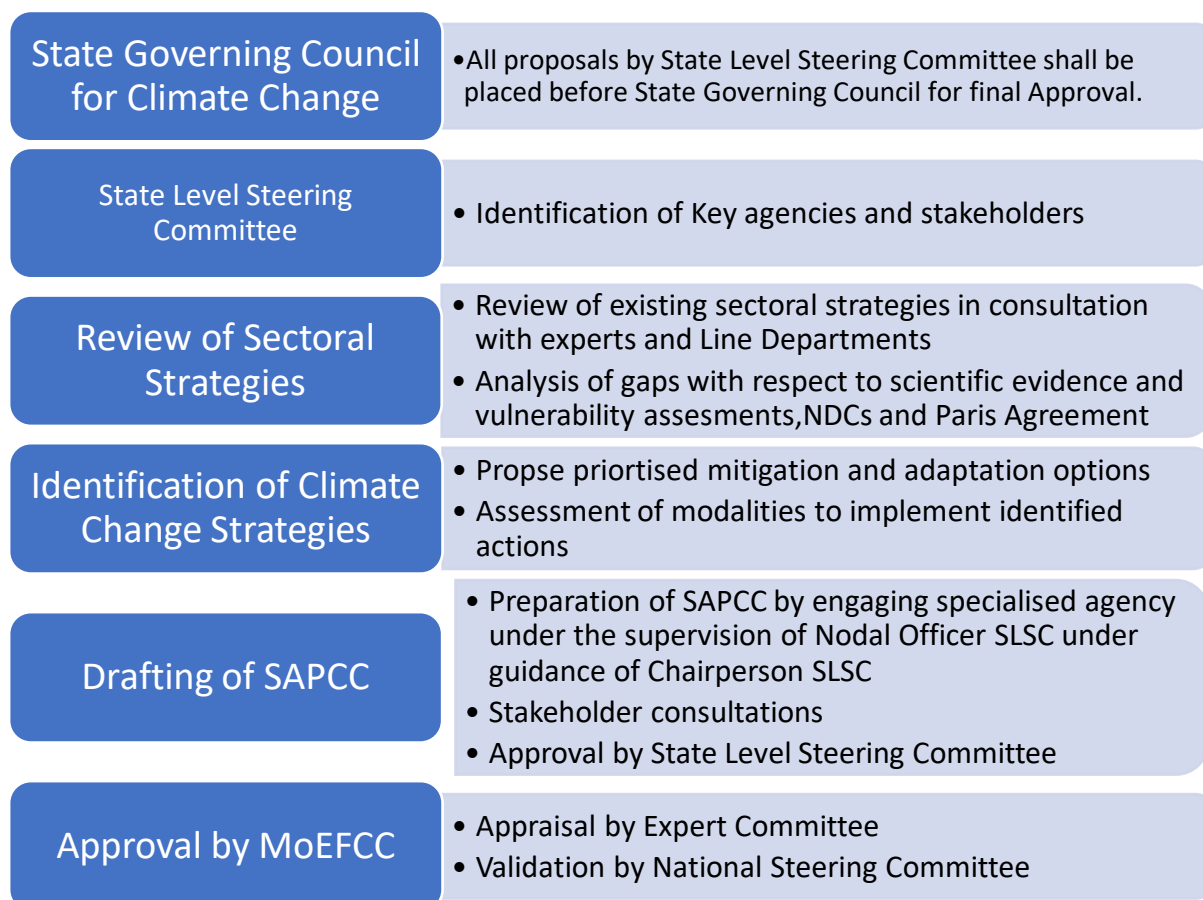 State Governing Council
for Climate Change
•All proposals by State Level Steering Committee shall be
placed before State Governing Council for final Approval.
State Level Steering
Committee
• Identification of Key agencies and stakeholders
Review of Sectoral
Strategies
• Review of existing sectoral strategies in consultation
with experts and Line Departments
• Analysis of gaps with respect to scientific evidence and
vulnerability assesments,NDCs and Paris Agreement
Identification of Climate
Change Strategies
• Propse priortised mitigation and adaptation options
• Assessment of modalities to implement identified
actions
Drafting of SAPCC
• Preparation of SAPCC by engaging specialised agency
under the supervision of Nodal Officer SLSC under
guidance of Chairperson SLSC
• Stakeholder consultations
• Approval by State Level Steering Committee
Approval by MoEFCC
• Appraisal by Expert Committee
• Validation by National Steering Committee